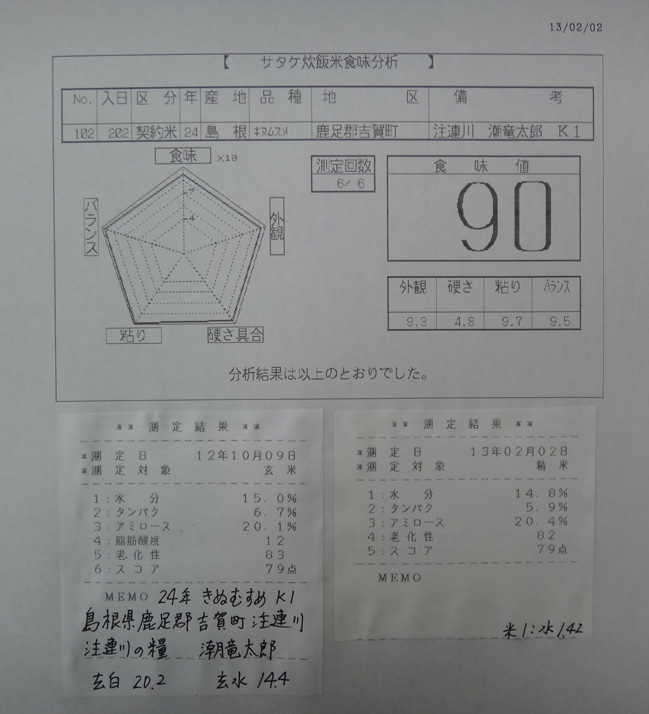 13/02/02
【 サタケ炊飯米食味分析 】
No. 入日 区 分 年 産 地 品 種 地 区 備 考
102 202 契約米 24 島 根 キヌムスメ 鹿足郡吉賀町 注連川 潮竜太郎 K1
食味 ×10
7
4
バランス
外観
粘り
硬さ具合
測定回数
6/ 6
食 味 値
90
外観 硬さ 粘り バランス
9.3 4.8 9.7 9.5
分析結果は以上のとおりでした。
** 測 定 結 果 **
*測 定 日 12年10月09日
*測 定 対 象 玄 米
1:水 分 15.0%
2:タンパク 6.7%
3:アミロース 20.1%
4:脂肪酸度 12
5:老化性 83
6:スコア 79点
MEMO 24年 きぬむすめ K1
島根県鹿足郡吉賀町注連川
注連川の糧 潮竜太郎
玄白 20.2 玄水 14.4
** 測 定 結 果 **
*測 定 日 13年02月02日
*測 定 対 象 精 米
1:水 分 14.8%
2:タンパク 5.9%
3:アミロース 20.4%
4:老化性 82
5:スコア 79点
MEMO
米1:水1.42